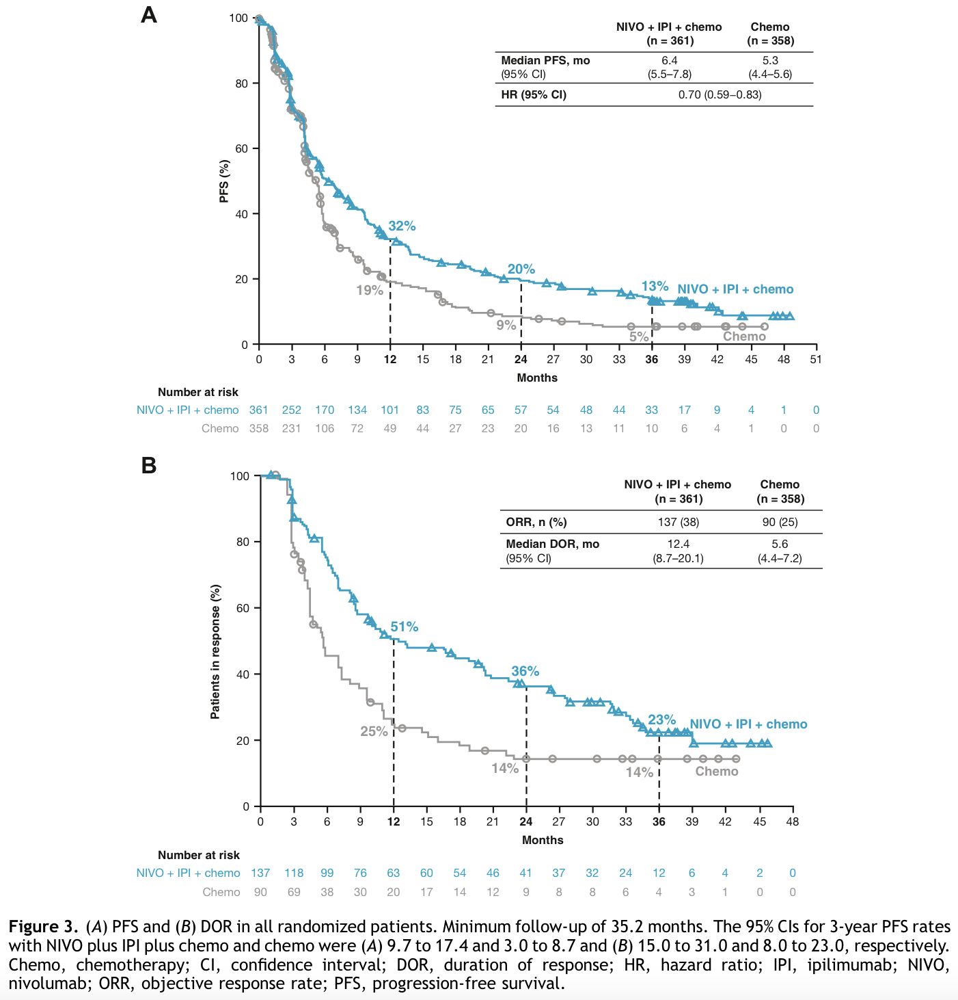 A
NIVO + IPI + chemo Chemo
(n = 361) (n = 358)
Median PFS, mo 6.4 5.3
(95% CI) (5.5–7.8) (4.4–5.6)
HR (95% CI) 0.70 (0.59–0.83)
PFS (%)
100
80
60
40
20
0
32%
19%
20%
9%
13%
5%
NIVO + IPI + chemo
Chemo
0 3 6 9 12 15 18 21 24 27 30 33 36 39 42 45 48 51
Months
Number at risk
NIVO + IPI + chemo 361 252 170 134 101 83 75 65 57 54 48 44 33 17 9 4 1 0
Chemo 358 231 106 72 49 44 27 23 20 16 13 11 10 6 4 1 0 0
B
NIVO + IPI + chemo Chemo
(n = 361) (n = 358)
ORR, n (%) 137 (38) 90 (25)
Median DOR, mo 12.4 5.6
(95% CI) (8.7–20.1) (4.4–7.2)
Patients in response (%)
100
80
60
40
20
0
51%
25%
36%
14%
23%
14%
NIVO + IPI + chemo
Chemo
0 3 6 9 12 15 18 21 24 27 30 33 36 39 42 45 48
Months
Number at risk
NIVO + IPI + chemo 137 118 99 76 63 60 54 46 41 37 32 24 12 6 4 2 0
Chemo 90 69 38 30 20 17 14 12 9 8 8 6 4 3 1 0 0
Figure 3. (A) PFS and (B) DOR in all randomized patients. Minimum follow-up of 35.2 months. The 95% CIs for 3-year PFS rates
with NIVO plus IPI plus chemo and chemo were (A) 9.7 to 17.4 and 3.0 to 8.7 and (B) 15.0 to 31.0 and 8.0 to 23.0, respectively.
Chemo, chemotherapy; CI, confidence interval; DOR, duration of response; HR, hazard ratio; IPI, ipilimumab; NIVO,
nivolumab; ORR, objective response rate; PFS, progression-free survival.